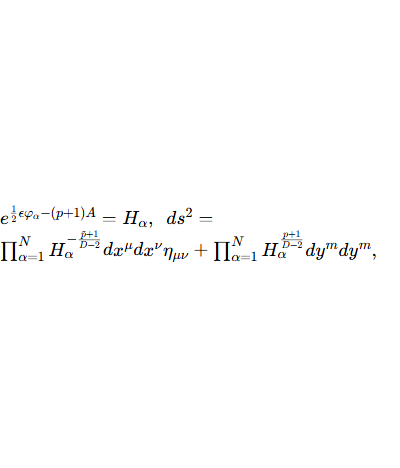 $e^{\frac{1}{2}\epsilon\varphi_\alpha-(p+1)A} = H_\alpha, \;\; ds^2 =$
$\prod_{\alpha=1}^{N} H_\alpha^{-\frac{\tilde{p}+1}{D-2}} dx^\mu dx^\nu \eta_{\mu\nu} + \prod_{\alpha=1}^{N} H_\alpha^{\frac{p+1}{D-2}} dy^m dy^m,$